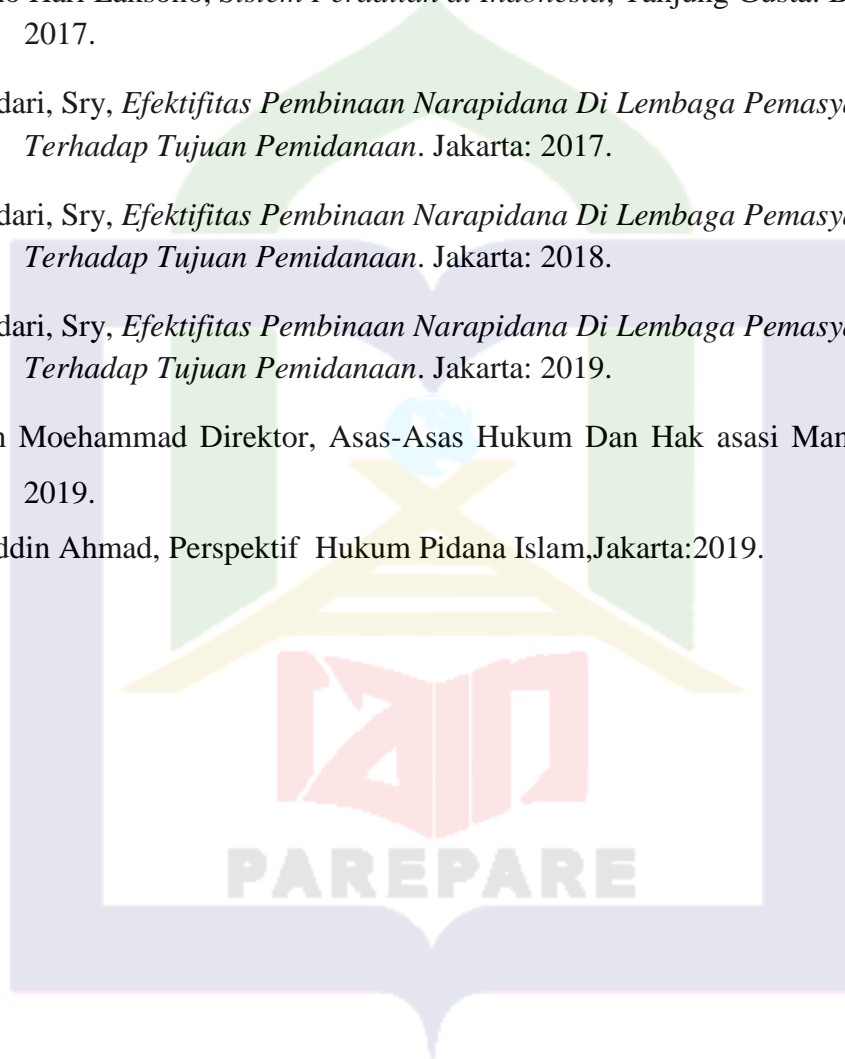 Hari Laksono, Sistem Peradilan di Indonesia, Tanjung Gusta:
2017.
dari, Sry, Efektifitas Pembinaan Narapidana Di Lembaga Pemasya
Terhadap Tujuan Pemidanaan. Jakarta: 2017.
dari, Sry, Efektifitas Pembinaan Narapidana Di Lembaga Pemasya
Terhadap Tujuan Pemidanaan. Jakarta: 2018.
dari, Sry, Efektifitas Pembinaan Narapidana Di Lembaga Pemasya
Terhadap Tujuan Pemidanaan. Jakarta: 2019.
Moehammad Direktor, Asas-Asas Hukum Dan Hak asasi Man
2019.
ddin Ahmad, Perspektif Hukum Pidana Islam,Jakarta:2019.
PAREPARE